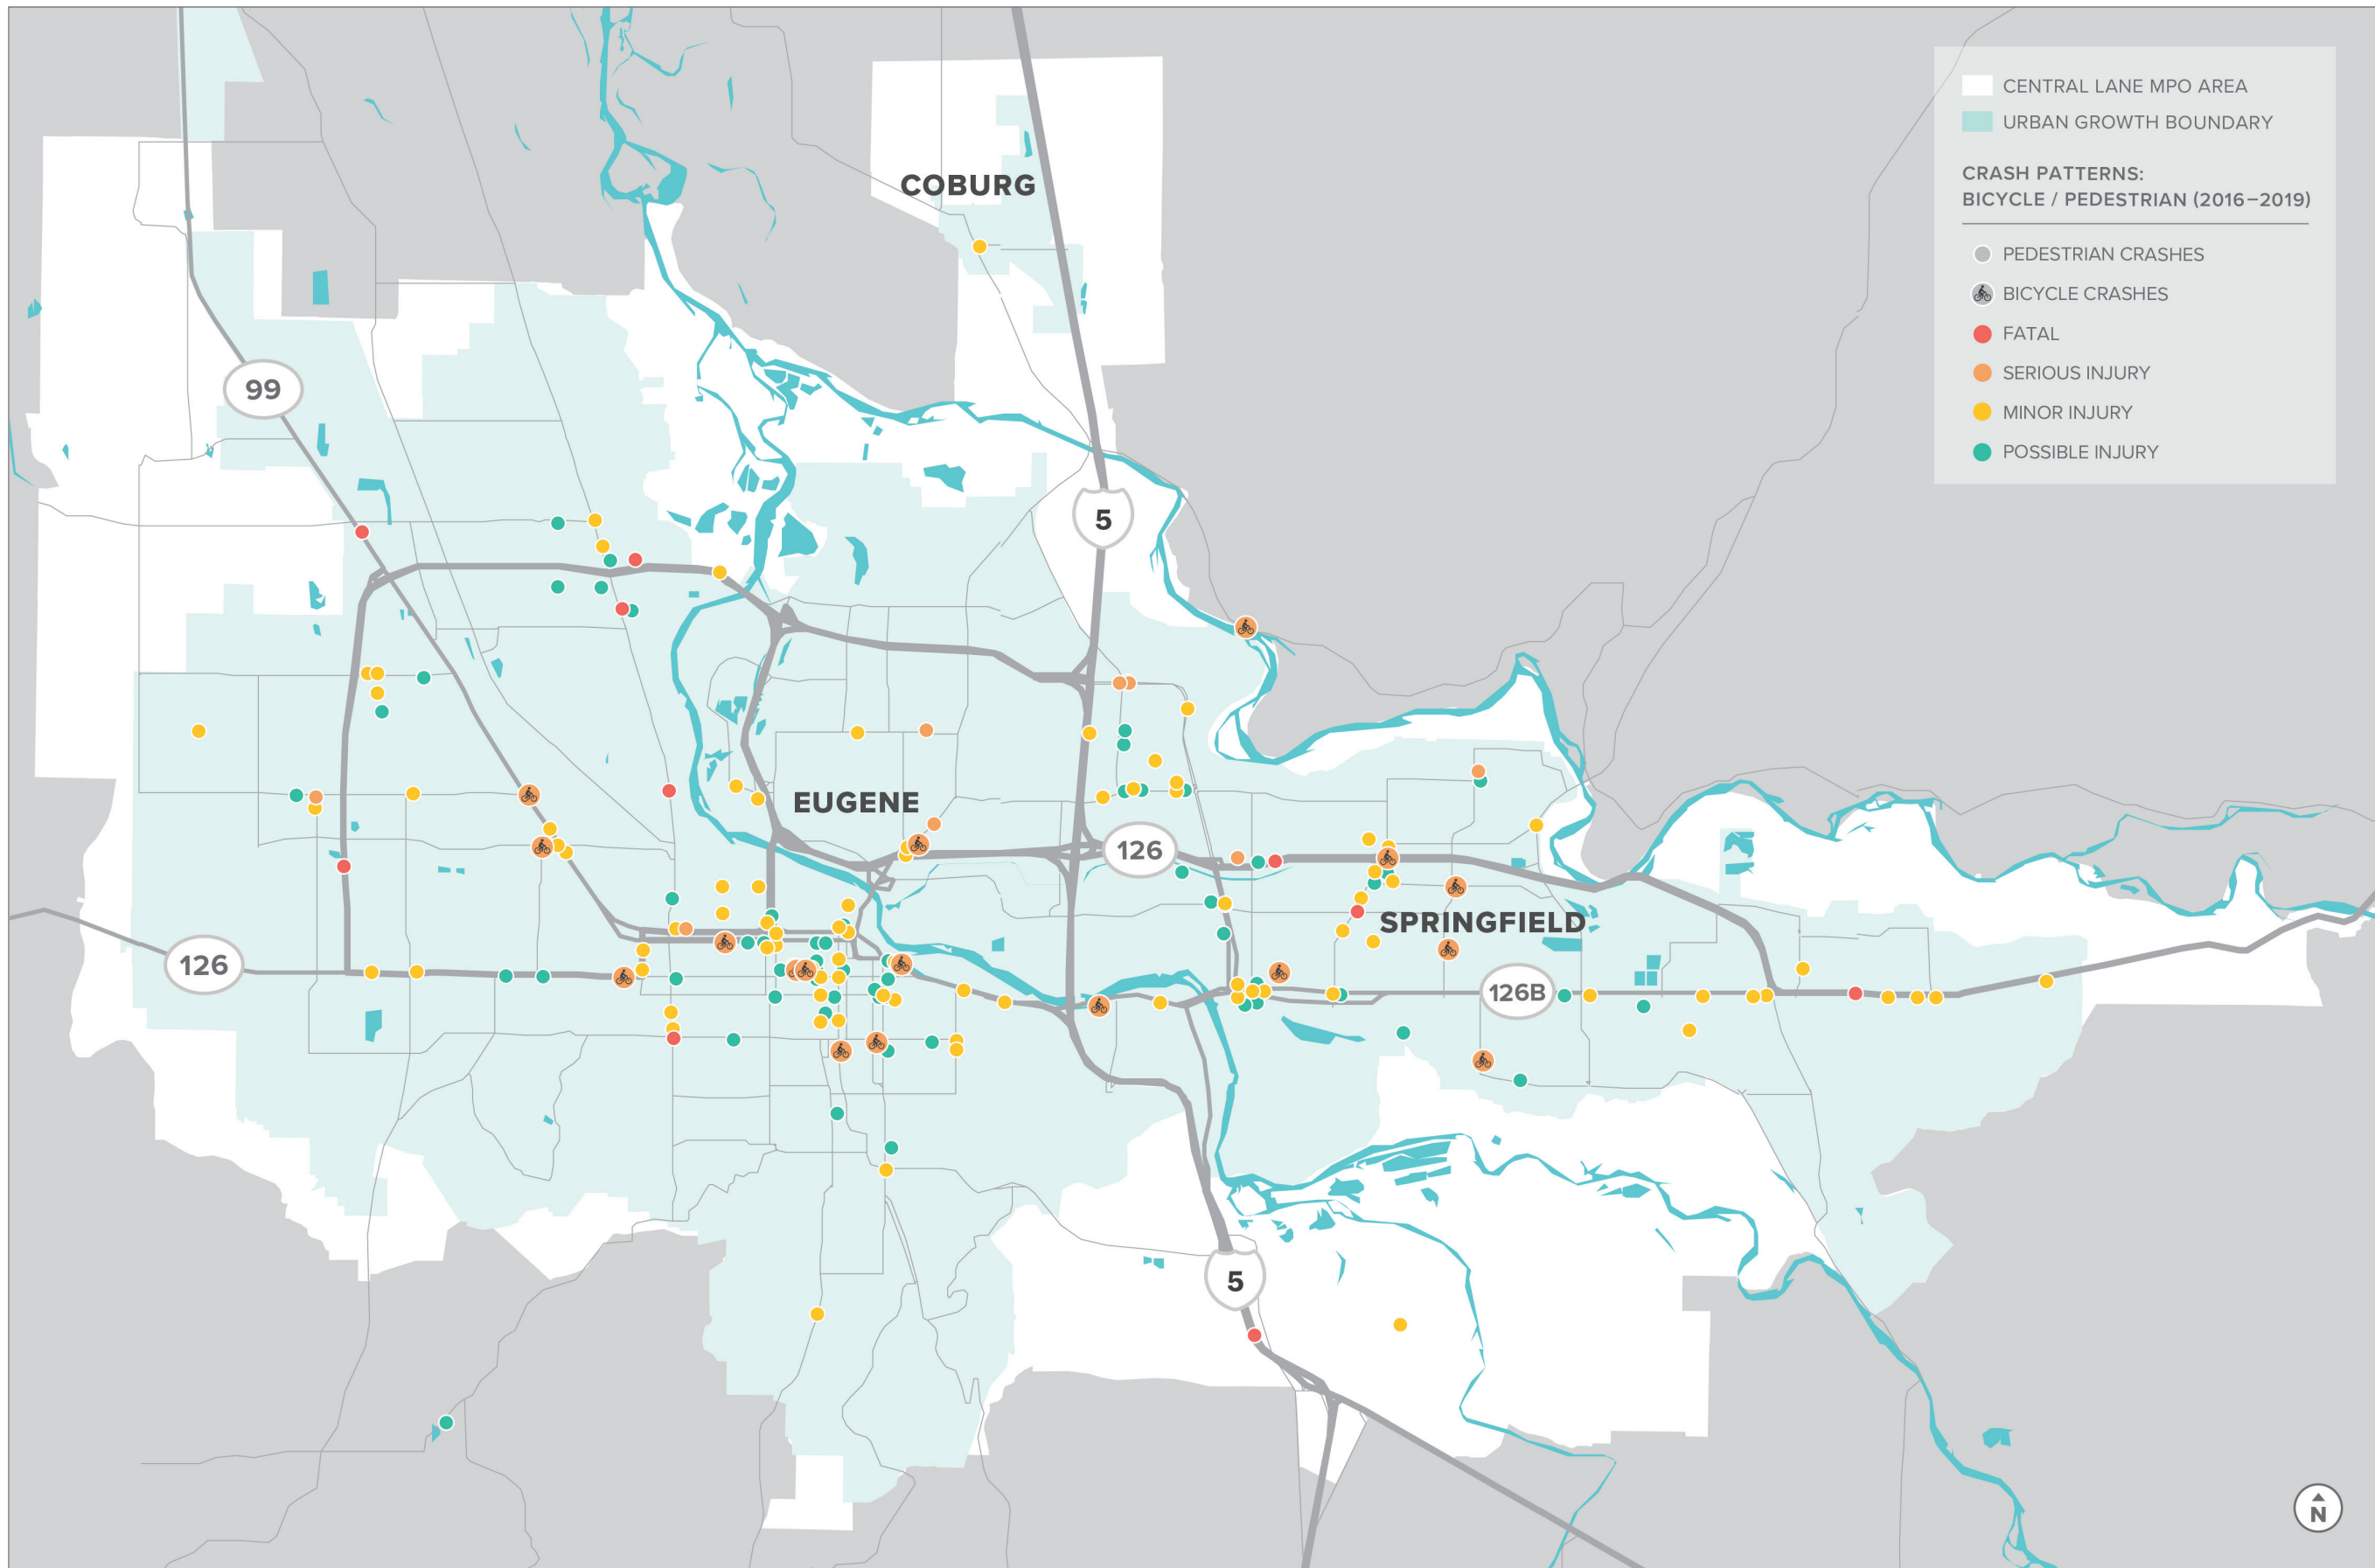 CENTRAL LANE MPO AREA
URBAN GROWTH BOUNDARY
CRASH PATTERNS:
BICYCLE / PEDESTRIAN (2016–2019)
PEDESTRIAN CRASHES
BICYCLE CRASHES
FATAL
SERIOUS INJURY
MINOR INJURY
POSSIBLE INJURY
COBURG
99
5
EUGENE
126
SPRINGFIELD
126
126B
5
N